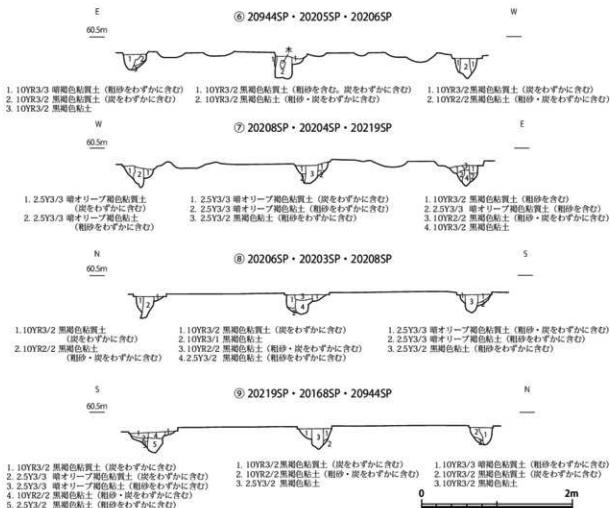 E
⑥ 20944SP・20205SP・20206SP
W
60.5m
木
1. 10YR3/3 暗褐色粘質土（粗砂をわずかに含む）
2. 10YR3/2 黒褐色粘土（炭をわずかに含む）
3. 10YR3/2 黒褐色粘土
1. 10YR3/2 黒褐色粘質土（粗砂を含む。炭をわずかに含む）
2. 10YR3/2 黒褐色粘土（粗砂・炭をわずかに含む）
1. 10YR3/2黒褐色粘質土（炭をわずかに含む）
2. 10YR2/2黒褐色粘土（粗砂・炭をわずかに含む）
W
⑦ 20208SP・20204SP・20219SP
E
60.5m
1. 2.5Y3/3 暗オリーブ褐色粘質土
（炭をわずかに含む）
2. 2.5Y3/3 暗オリーブ褐色粘土
（粗砂をわずかに含む）
1. 2.5Y3/3 暗オリーブ褐色粘質土（炭をわずかに含む）
2. 2.5Y3/3 暗オリーブ褐色粘土（粗砂をわずかに含む）
3. 2.5Y3/2 黒褐色粘土（粗砂をわずかに含む）
1. 10YR3/2 黒褐色粘質土（粗砂を含む）
2. 2.5Y3/3 暗オリーブ褐色粘質土（粗砂を含む）
3. 10YR2/2 黒褐色粘土（粗砂・炭を含む）
4. 10YR3/2 黒褐色粘土
N
⑧ 20206SP・20203SP・20208SP
S
60.5m
1. 10YR3/2 黒褐色粘質土
（炭をわずかに含む）
2. 10YR2/2 黒褐色粘土
（粗砂・炭をわずかに含む）
1. 10YR3/2 黒褐色粘質土（炭をわずかに含む）
2. 10YR3/1 黒褐色粘土
3. 10YR2/2 黒褐色粘土（粗砂・炭をわずかに含む）
4. 2.5Y3/2 黒褐色粘土（粗砂をわずかに含む）
1. 2.5Y3/3 暗オリーブ褐色粘質土（粗砂・炭をわずかに含む）
2. 2.5Y3/3 暗オリーブ褐色粘土（粗砂をわずかに含む）
3. 2.5Y3/2 黒褐色粘土（粗砂をわずかに含む）
S
⑨ 20219SP・20168SP・20944SP
N
60.5m
1. 10YR3/2 黒褐色粘質土（炭をわずかに含む）
2. 2.5Y3/3 暗オリーブ褐色粘質土（炭をわずかに含む）
3. 2.5Y3/3 暗オリーブ褐色粘土（粗砂をわずかに含む）
4. 10YR2/2 黒褐色粘土（粗砂・炭をわずかに含む）
5. 2.5Y3/2 黒褐色粘土（粗砂をわずかに含む）
1. 10YR3/2黒褐色粘質土（炭をわずかに含む）
2. 10YR2/2黒褐色粘土（粗砂・炭をわずかに含む）
3. 2.5Y3/2 黒褐色粘土
1. 10YR3/3 暗褐色粘質土（粗砂をわずかに含む）
2. 10YR3/2 黒褐色粘土（炭をわずかに含む）
3. 10YR3/2 黒褐色粘土
0
2m